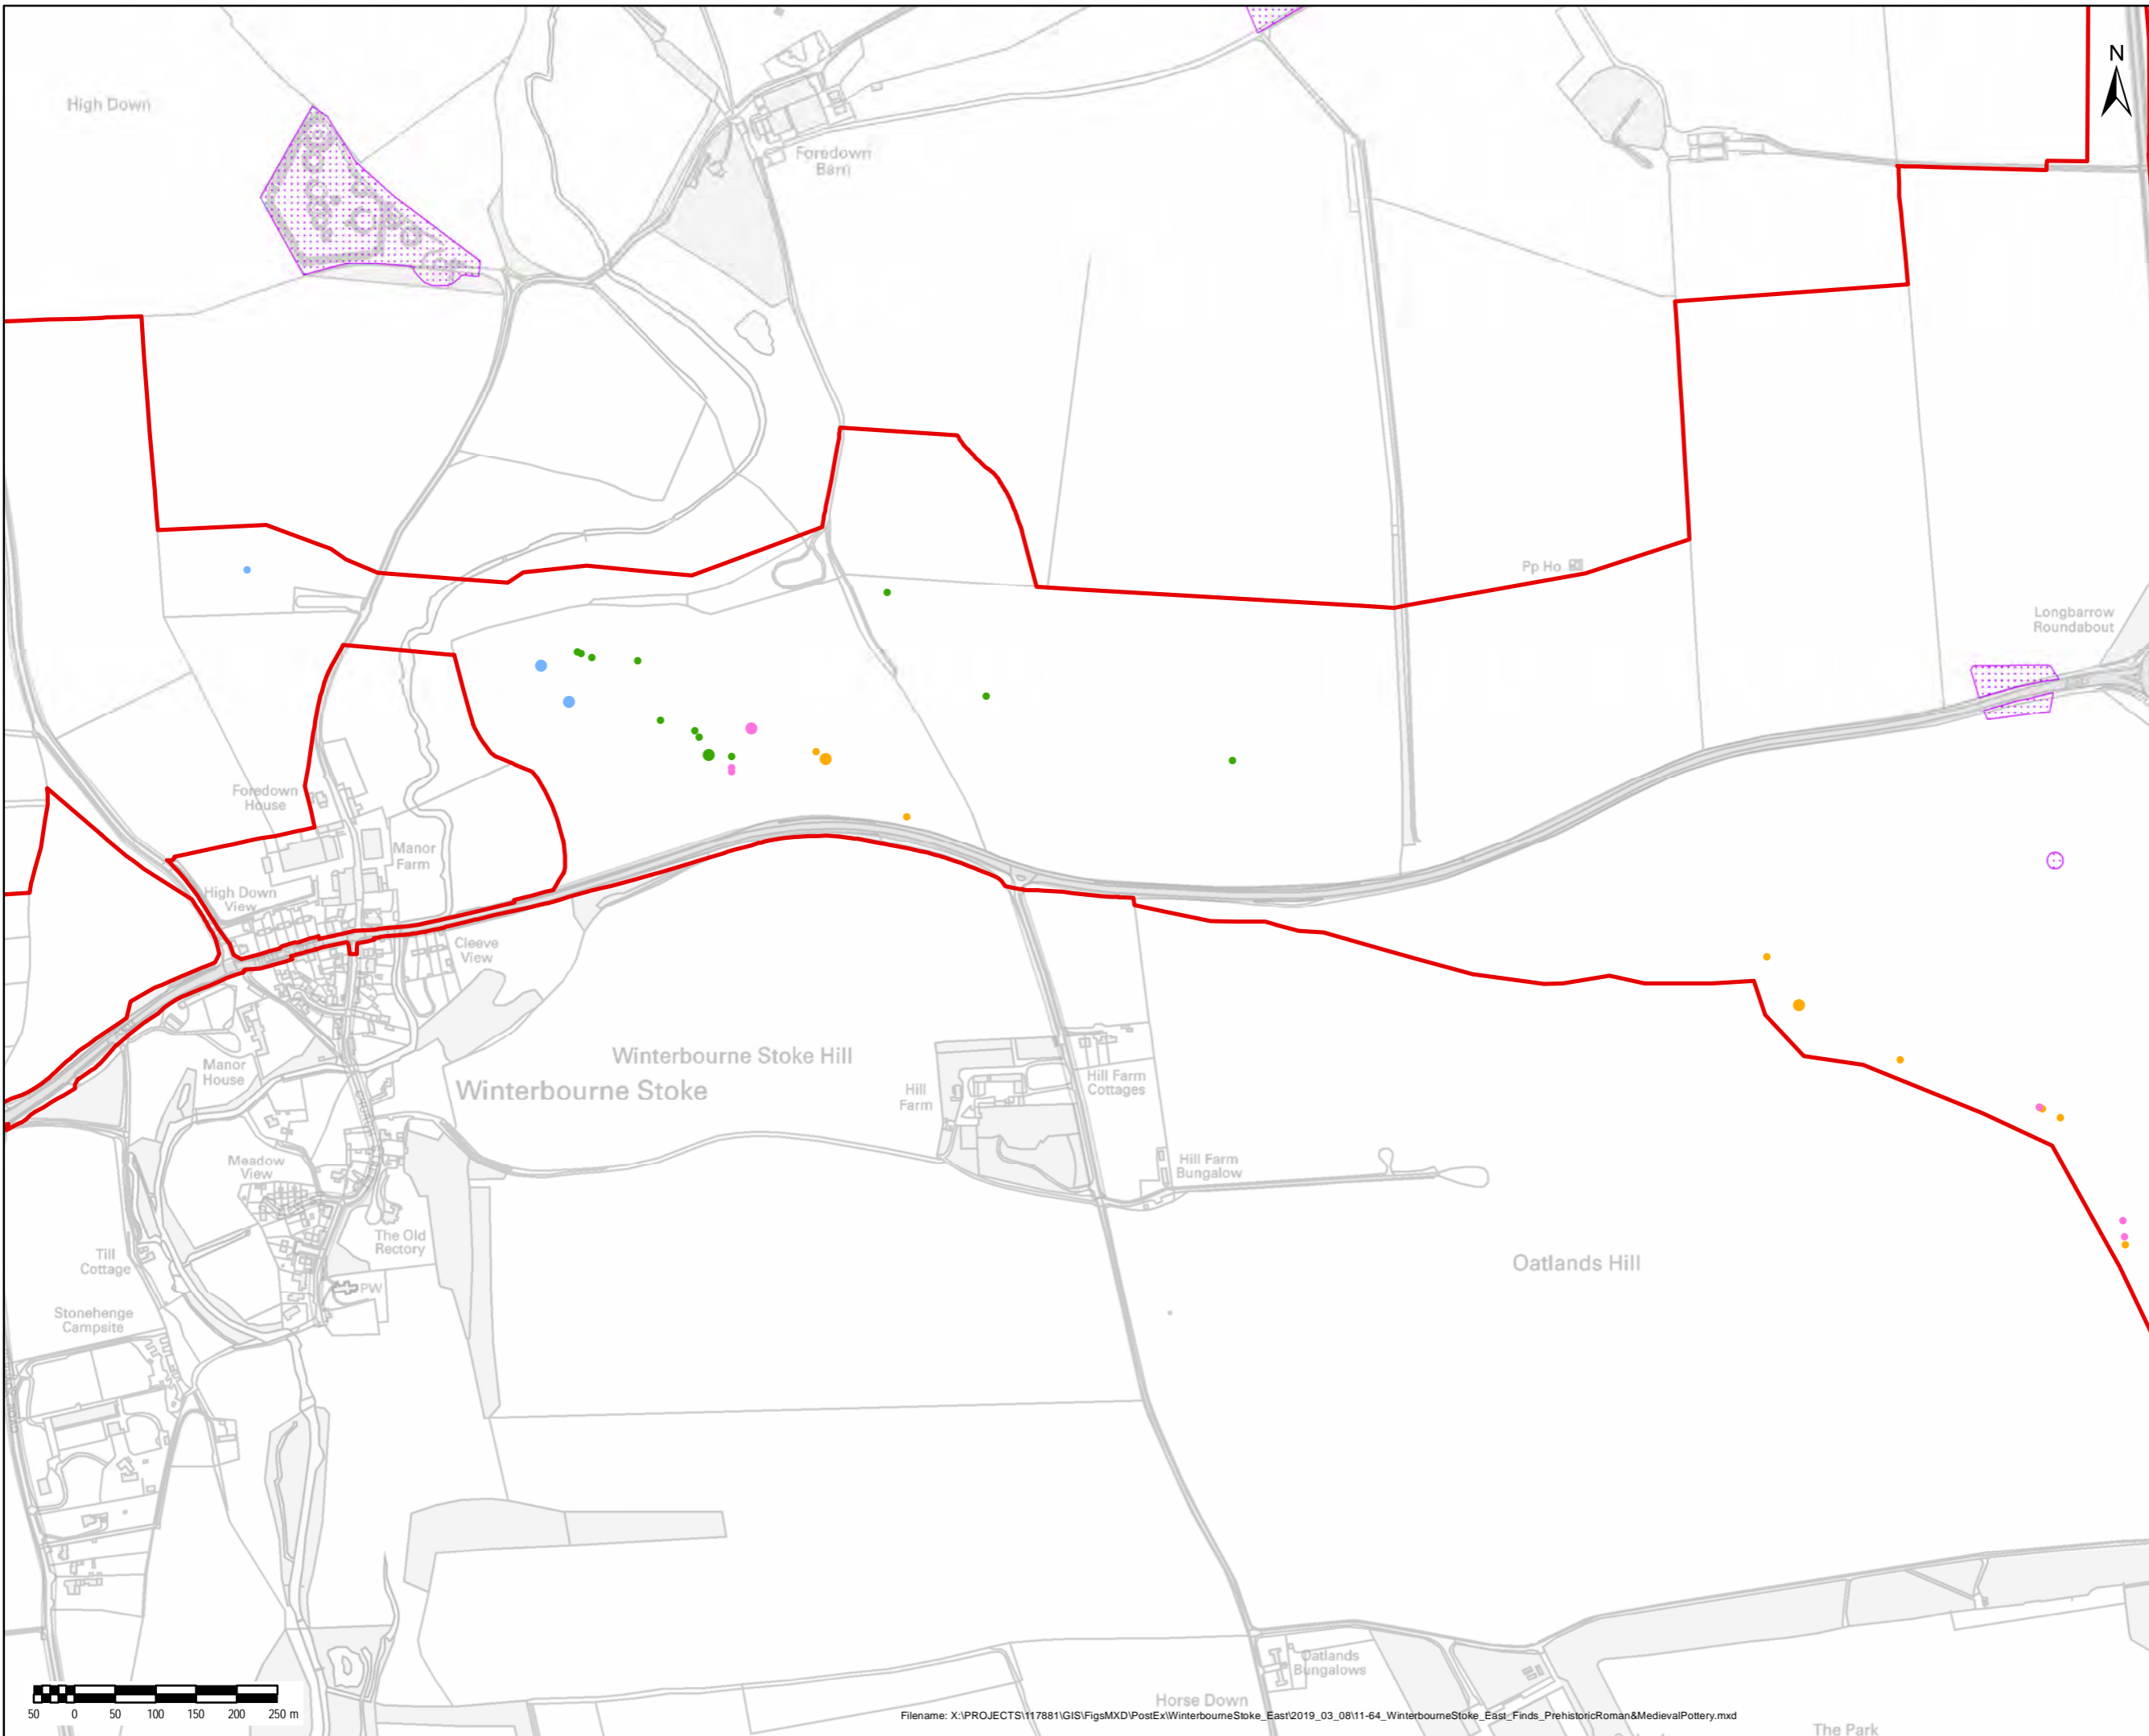 N
High Down
Foredown
Barn
Pp Ho
Longbarrow
Roundabout
Foredown
House
Manor
Farm
High Down
View
Cleeve
View
Manor
House
Winterbourne Stoke Hill
Winterbourne Stoke
Hill
Farm
Hill Farm
Cottages
Meadow
View
Hill Farm
Bungalow
The Old
Rectory
Till
Cottage
Oatlands Hill
PW
Stonehenge
Campsite
Oatlands
Bungalows
Horse Down
50 0 50 100 150 200 250 m
Filename: X:\PROJECTS\117881\GIS\FigsMXD\PostEx\WinterbourneStoke_East\2019_03_08\11-64_WinterbourneStoke_East_Finds_PrehistoricRoman&MedievalPottery.mxd
The Park